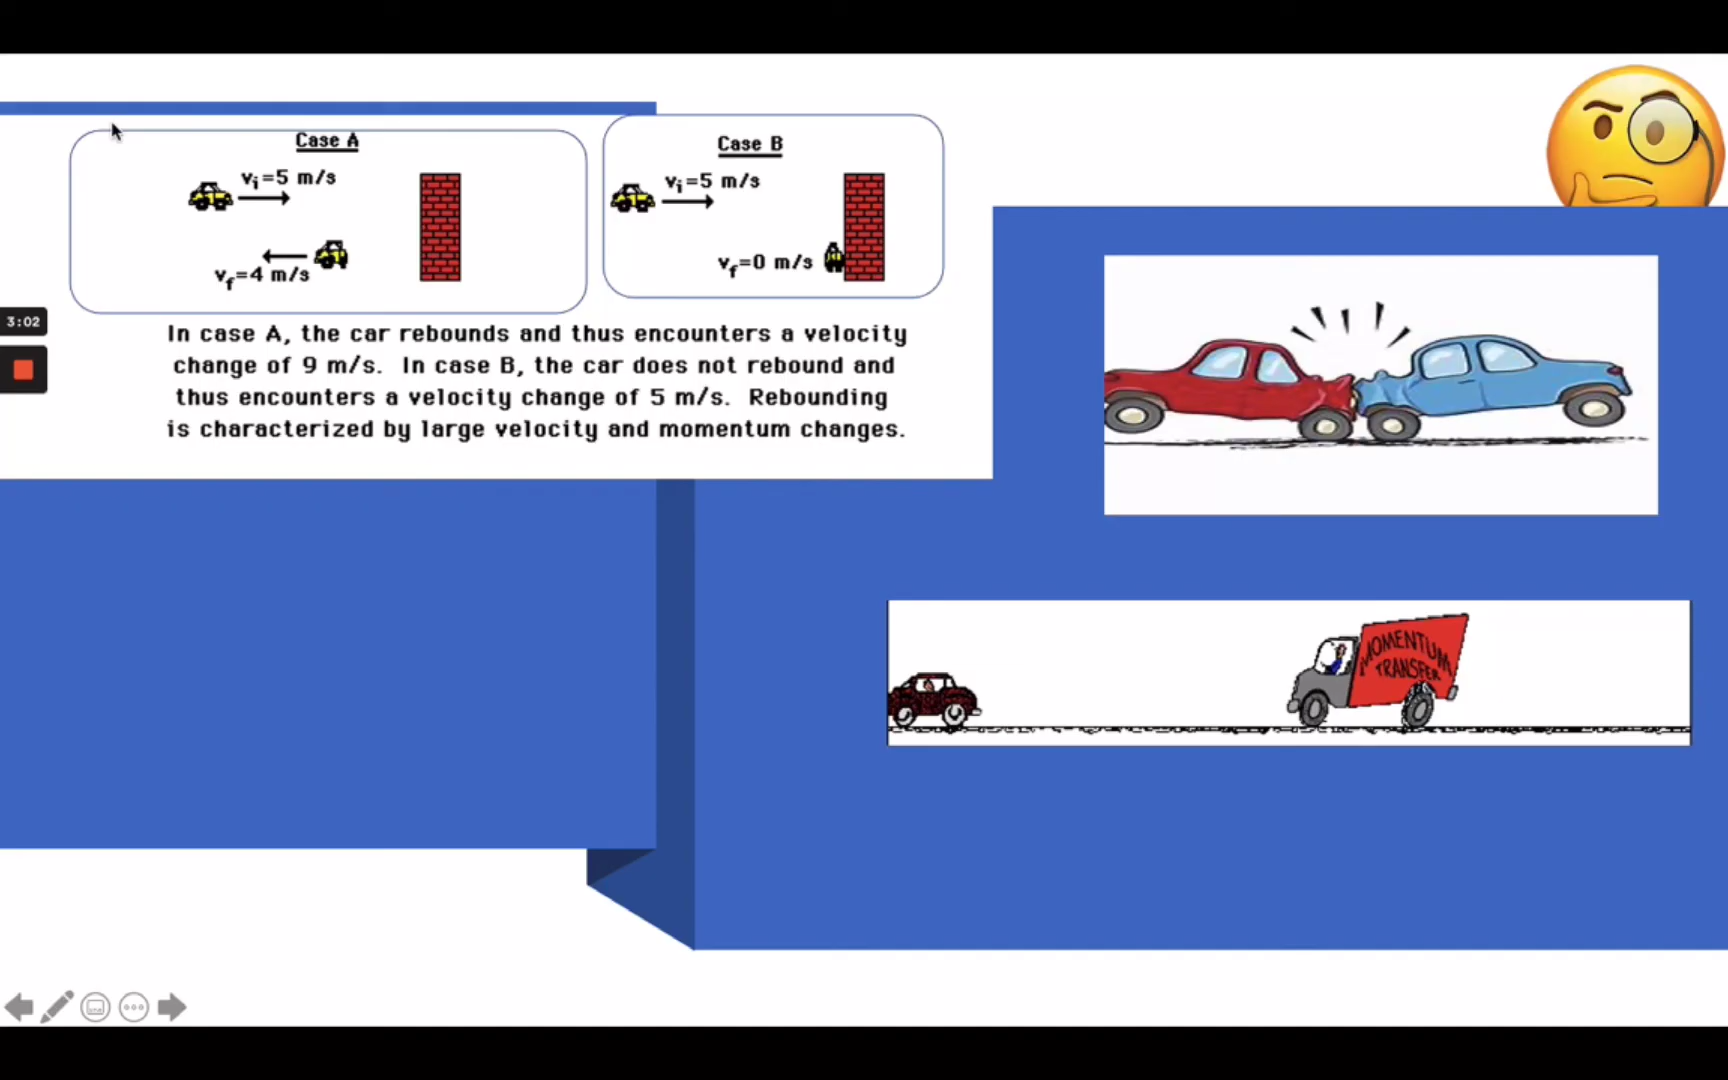 Case A
vi=5 m/s
vf=4 m/s
Case B
vi=5 m/s
vf=0 m/s
In case A, the car rebounds and thus encounters a velocity
change of 9 m/s. In case B, the car does not rebound and
thus encounters a velocity change of 5 m/s. Rebounding
is characterized by large velocity and momentum changes.
3:02
MOMENTUM
TRANSFER